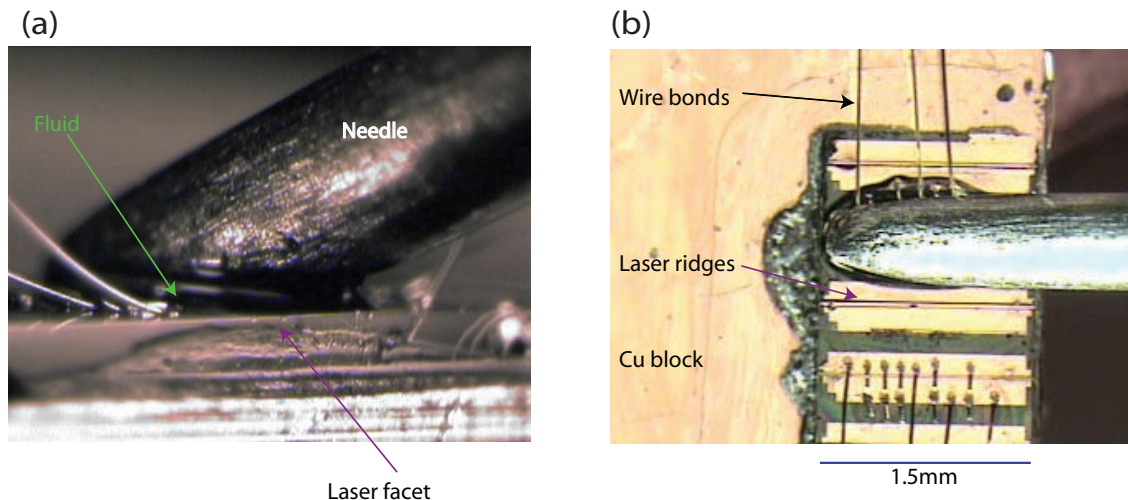 (a)
(b)
Fluid
Needle
Laser facet
Wire bonds
Laser ridges
Cu block
1.5mm